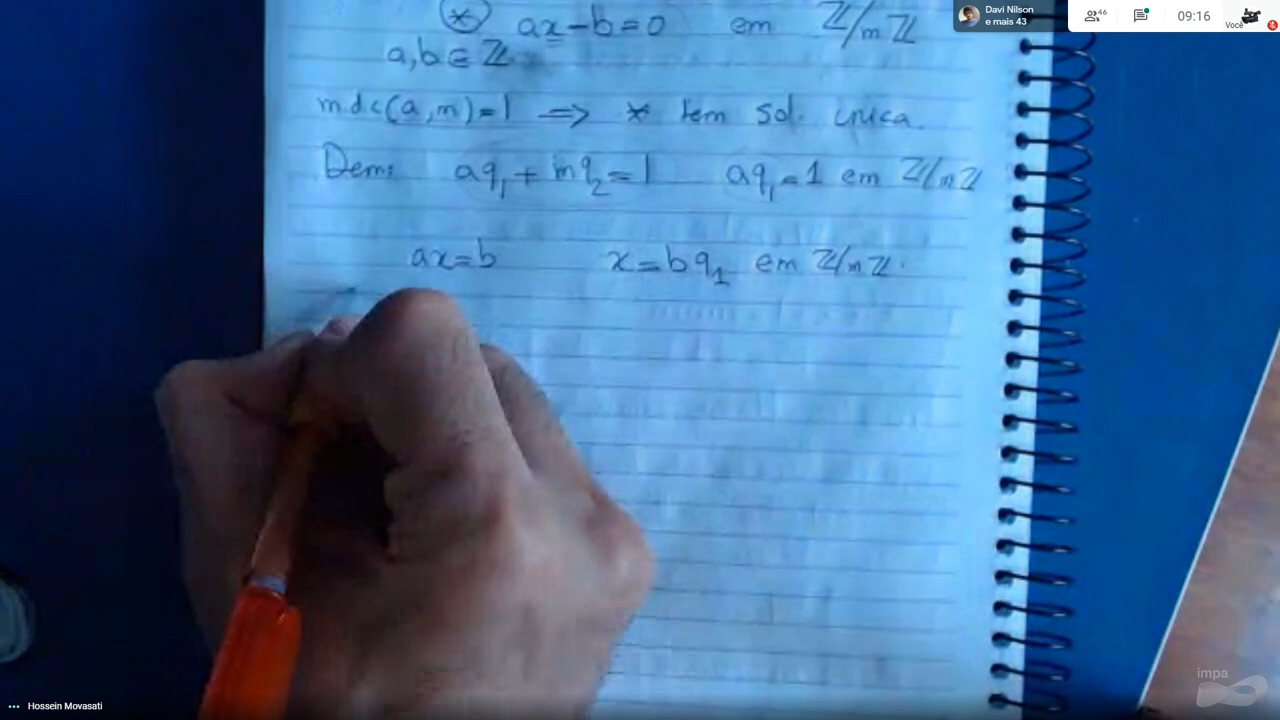 Davi Nilson
e mais 43
46
09:16
Você
⊛ ax-b=0 em ℤ/mℤ
a,b ∈ ℤ
m.d.c(a,m)=1 ⟹ * tem sol. única.
Dem: aq₁ + mq₂ = 1 aq₁ = 1 em ℤ/mℤ
ax=b x=bq₁ em ℤ/mℤ.
impa
Hossein Movasati